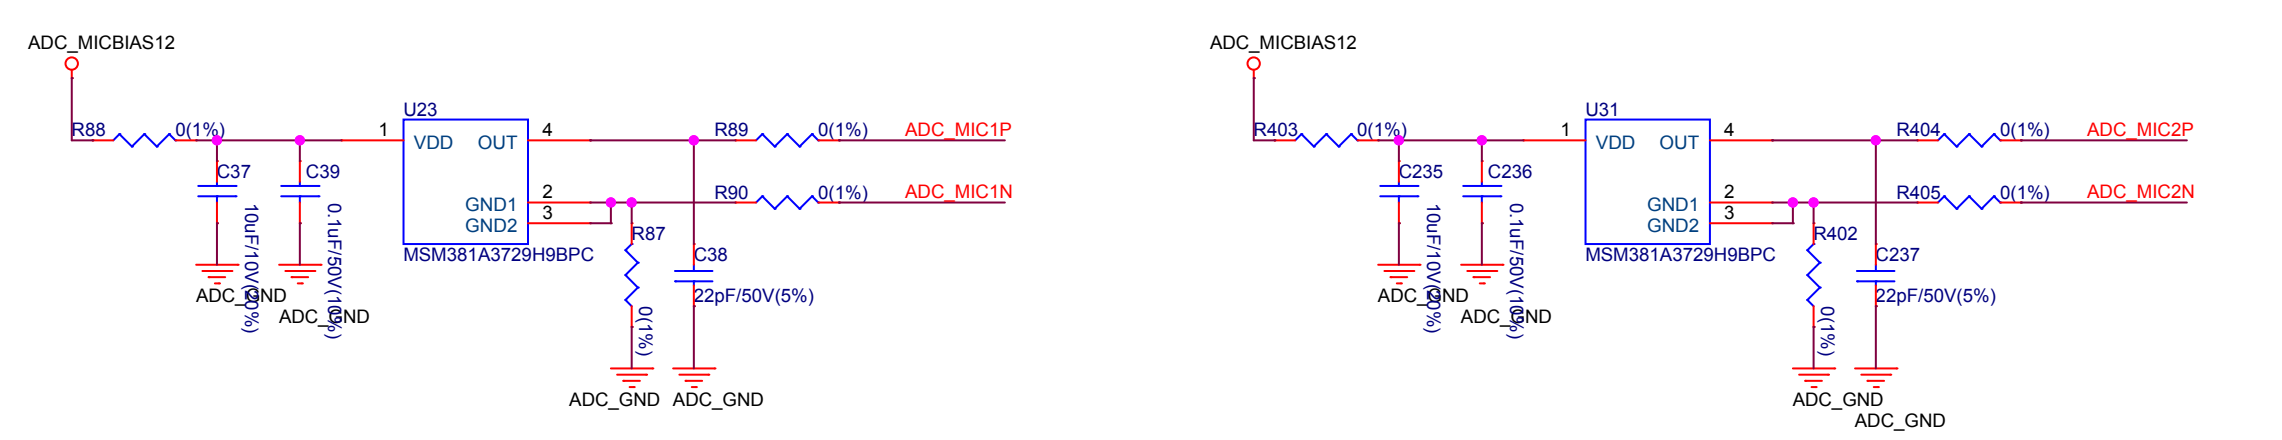 ADC_MICBIAS12
R88
0(1%)
C37
10uF/10V(20%)
ADC_GND
C39
0.1uF/50V(10%)
ADC_GND
U23
1
VDD
OUT
4
GND1
2
GND2
3
MSM381A3729H9BPC
R89
0(1%)
ADC_MIC1P
R90
0(1%)
ADC_MIC1N
R87
0(1%)
ADC_GND
C38
22pF/50V(5%)
ADC_GND
ADC_MICBIAS12
R403
0(1%)
C235
10uF/10V(20%)
ADC_GND
C236
0.1uF/50V(10%)
ADC_GND
U31
1
VDD
OUT
4
GND1
2
GND2
3
MSM381A3729H9BPC
R404
0(1%)
ADC_MIC2P
R405
0(1%)
ADC_MIC2N
R402
0(1%)
ADC_GND
C237
22pF/50V(5%)
ADC_GND